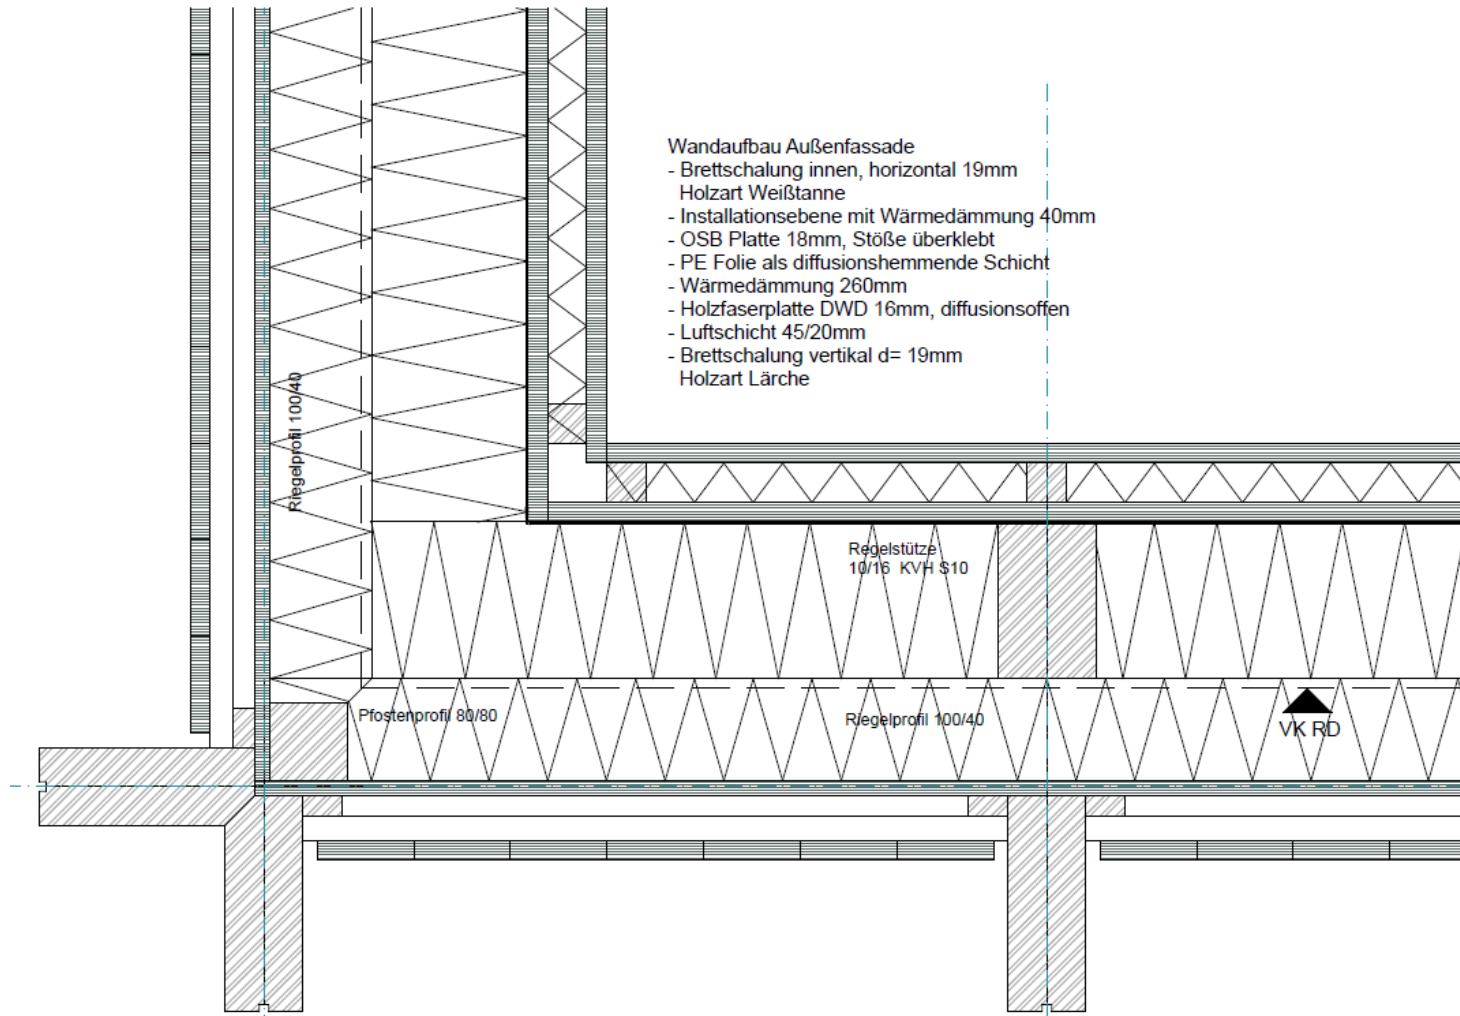 Wandaufbau Außenfassade
- Brettschalung innen, horizontal 19mm
Holzart Weißtanne
- Installationsebene mit Wärmedämmung 40mm
- OSB Platte 18mm, Stöße überklebt
- PE Folie als diffusionshemmende Schicht
- Wärmedämmung 260mm
- Holzfaserplatte DWD 16mm, diffusionsoffen
- Luftschicht 45/20mm
- Brettschalung vertikal d= 19mm
Holzart Lärche
Riegelprofil 100/40
Regelstütze
10/16 KVH S10
Pfostenprofil 80/80
Riegelprofil 100/40
VK RD